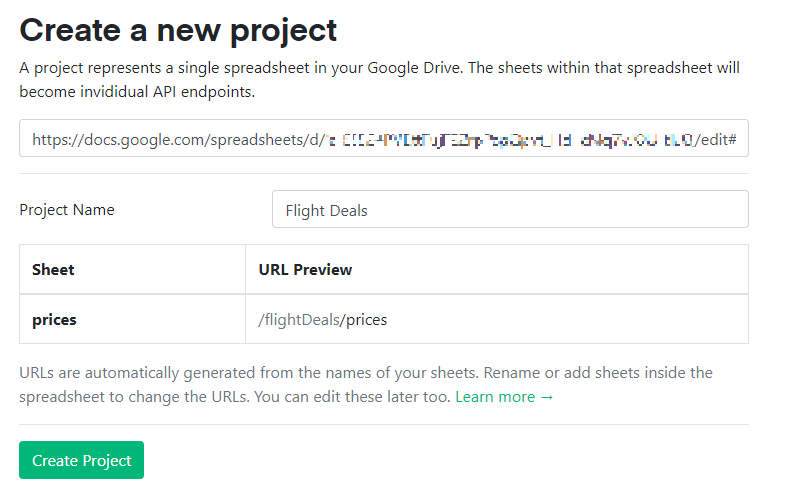 Create a new project
A project represents a single spreadsheet in your Google Drive. The sheets within that spreadsheet will
become invididual API endpoints.
https://docs.google.com/spreadsheets/d/ /edit#
Project Name
Flight Deals
Sheet URL Preview
prices /flightDeals/prices
URLs are automatically generated from the names of your sheets. Rename or add sheets inside the
spreadsheet to change the URLs. You can edit these later too. Learn more →
Create Project